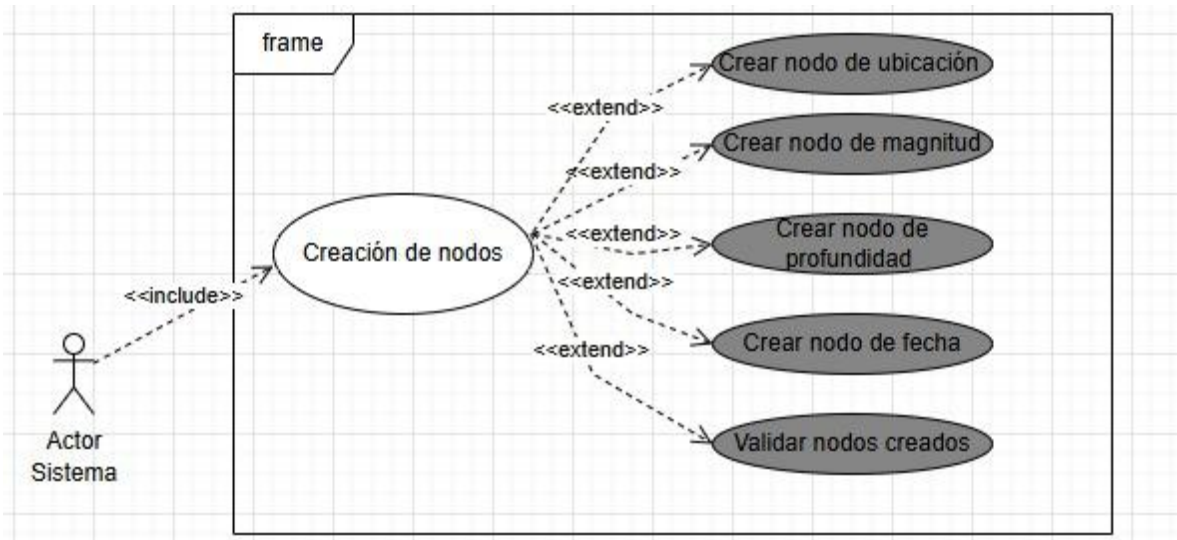 frame
Crear nodo de ubicación
<<extend>>
Crear nodo de magnitud
<<extend>>
Crear nodo de
profundidad
<<extend>>
Creación de nodos
<<extend>>
<<include>>
Crear nodo de fecha
<<extend>>
Validar nodos creados
Actor
Sistema